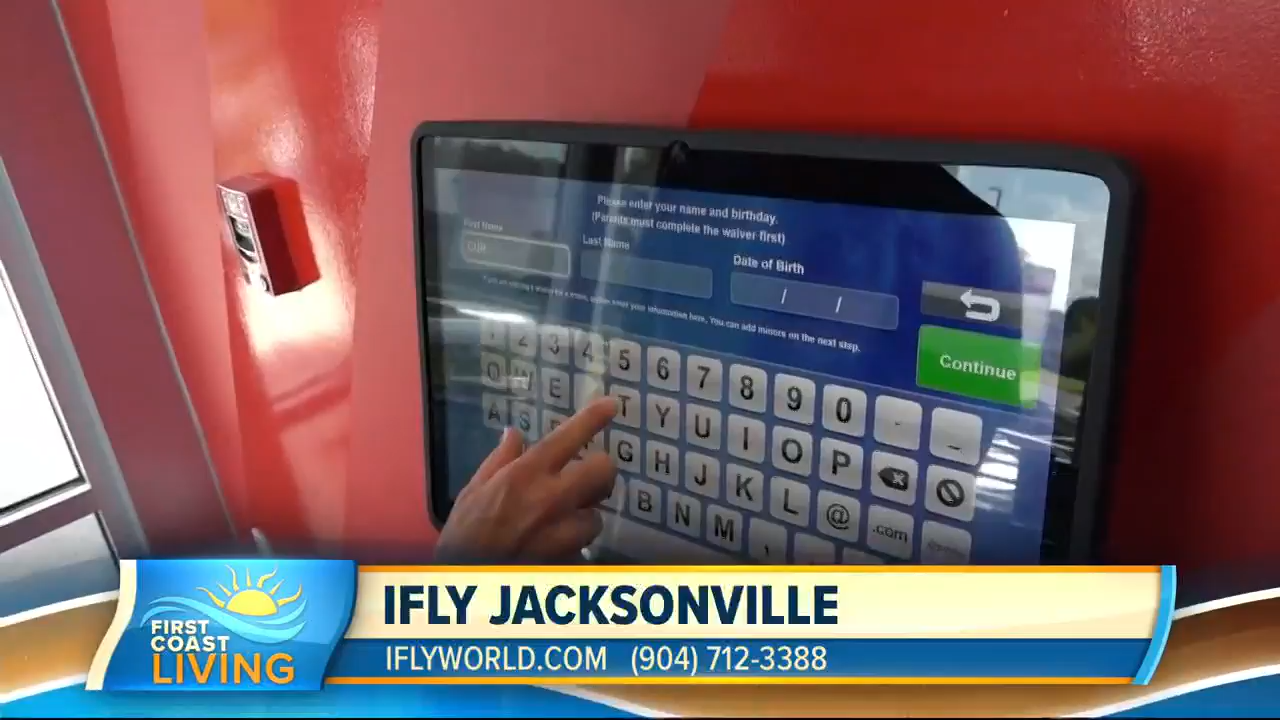 Please enter your name and birthday.
(Parents must complete the waiver first)
First Name
Last Name
Date of Birth
/ /
You can add minors on the next step.
Continue
1 2 3 4 5 6 7 8 9 0 - _
Q W E T Y U I O P
A S G H J K L @ .com
B N M ,
IFLY JACKSONVILLE
FIRST
COAST
LIVING
IFLYWORLD.COM (904) 712-3388